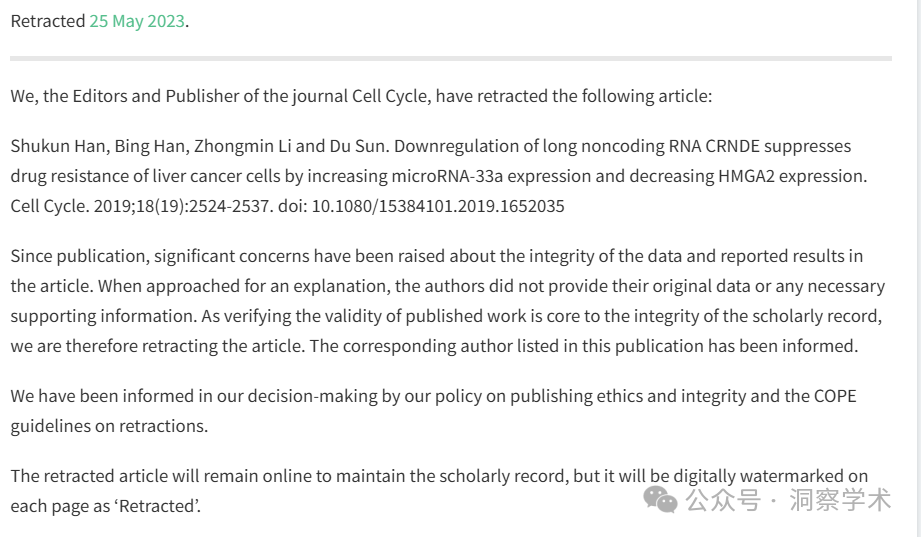 Retracted 25 May 2023.
We, the Editors and Publisher of the journal Cell Cycle, have retracted the following article:
Shukun Han, Bing Han, Zhongmin Li and Du Sun. Downregulation of long noncoding RNA CRNDE suppresses
drug resistance of liver cancer cells by increasing microRNA-33a expression and decreasing HMGA2 expression.
Cell Cycle. 2019;18(19):2524-2537. doi: 10.1080/15384101.2019.1652035
Since publication, significant concerns have been raised about the integrity of the data and reported results in
the article. When approached for an explanation, the authors did not provide their original data or any necessary
supporting information. As verifying the validity of published work is core to the integrity of the scholarly record,
we are therefore retracting the article. The corresponding author listed in this publication has been informed.
We have been informed in our decision-making by our policy on publishing ethics and integrity and the COPE
guidelines on retractions.
The retracted article will remain online to maintain the scholarly record, but it will be digitally watermarked on
each page as ‘Retracted’.
公众号 · 洞察学术